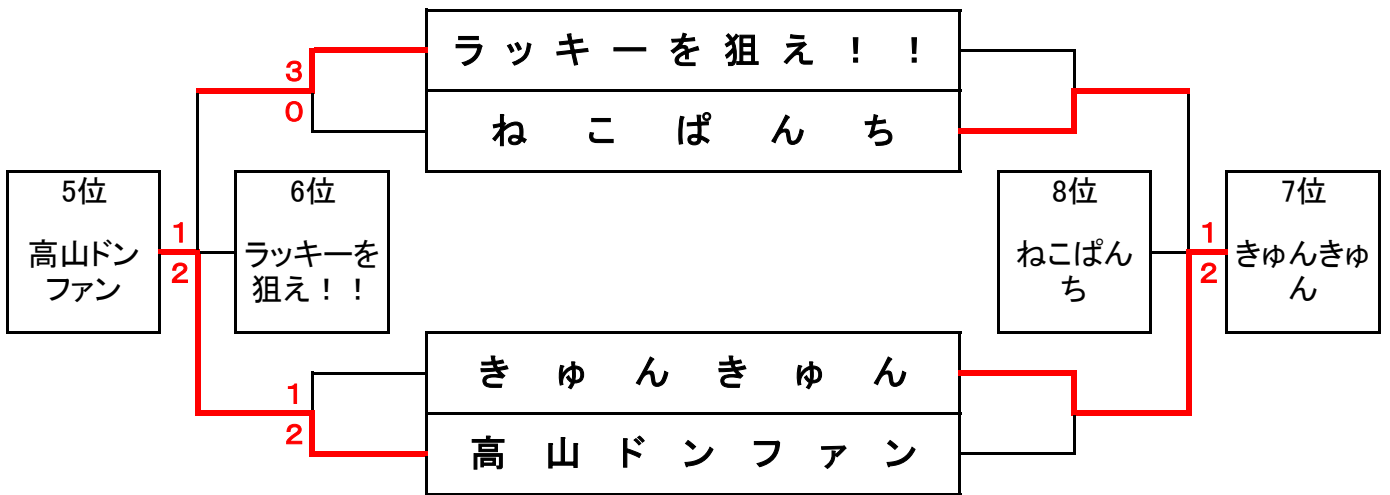 ラッキーを狙え！！
3
0
ねこぱんち
5位
高山ドン
ファン
1
2
6位
ラッキーを
狙え！！
8位
ねこぱん
ち
1
2
7位
きゅんきゅ
ん
きゅんきゅん
1
2
高山ドンファン